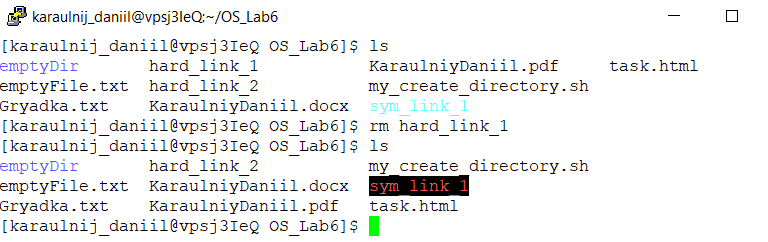 karaulnij_daniil@vpsj3IeQ:~/OS_Lab6
[karaulnij_daniil@vpsj3IeQ OS_Lab6]$ ls
emptyDir hard_link_1 KaraulniyDaniil.pdf task.html
emptyFile.txt hard_link_2 my_create_directory.sh
Gryadka.txt KaraulniyDaniil.docx sym_link_1
[karaulnij_daniil@vpsj3IeQ OS_Lab6]$ rm hard_link_1
[karaulnij_daniil@vpsj3IeQ OS_Lab6]$ ls
emptyDir hard_link_2 my_create_directory.sh
emptyFile.txt KaraulniyDaniil.docx sym_link_1
Gryadka.txt KaraulniyDaniil.pdf task.html
[karaulnij_daniil@vpsj3IeQ OS_Lab6]$